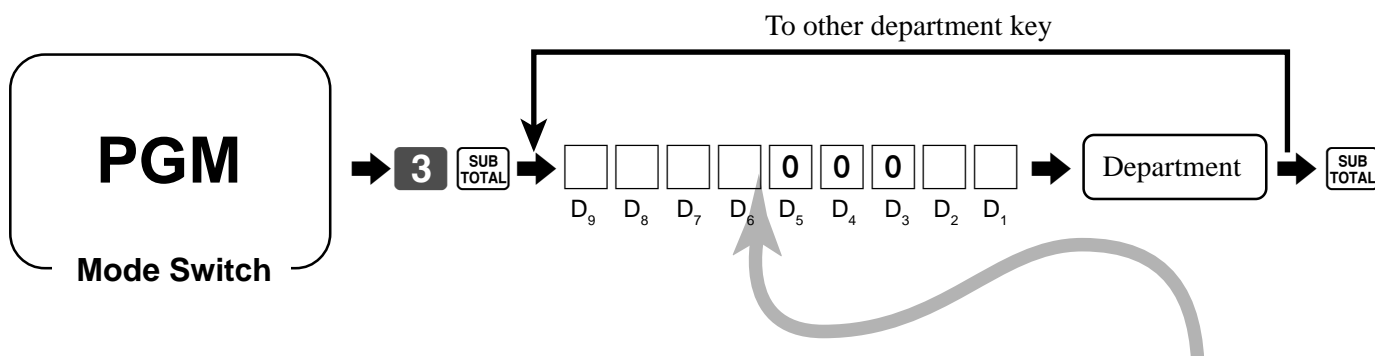 To other department key
PGM
Mode Switch
3
SUB
TOTAL
0 0 0
D9 D8 D7 D6 D5 D4 D3 D2 D1
Department
SUB
TOTAL